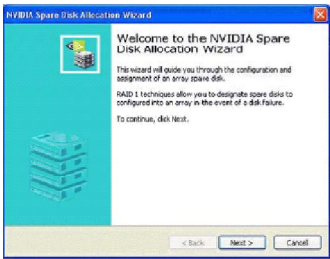 NVIDIA Spare Disk Allocation Wizard
Welcome to the NVIDIA Spare
Disk Allocation Wizard
This wizard will guide you through the configuration and
assignment of an array spare disk.
RAID 1 techniques allow you to designate spare disks to
configured into an array in the event of a disk failure.
To continue, click Next.
< Back
Next >
Cancel